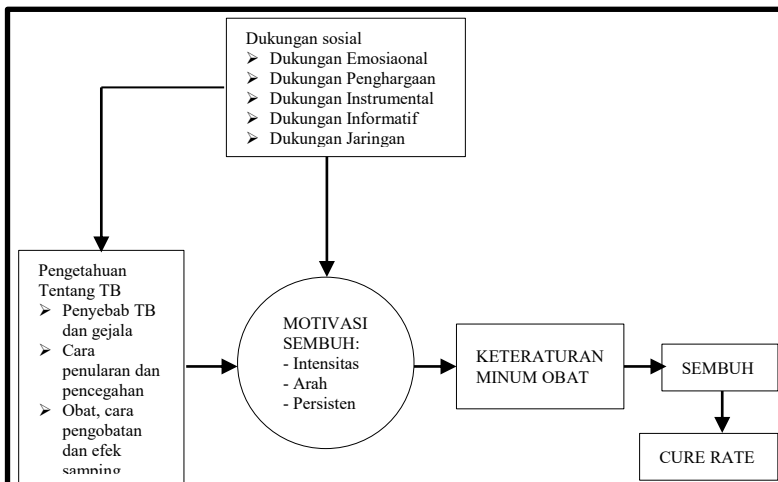 Dukungan sosial
➢ Dukungan Emosiaonal
➢ Dukungan Penghargaan
➢ Dukungan Instrumental
➢ Dukungan Informatif
➢ Dukungan Jaringan
Pengetahuan
Tentang TB
➢ Penyebab TB
dan gejala
➢ Cara
penularan dan
pencegahan
➢ Obat, cara
pengobatan
dan efek
samping
MOTIVASI
SEMBUH:
- Intensitas
- Arah
- Persisten
KETERATURAN
MINUM OBAT
SEMBUH
CURE RATE